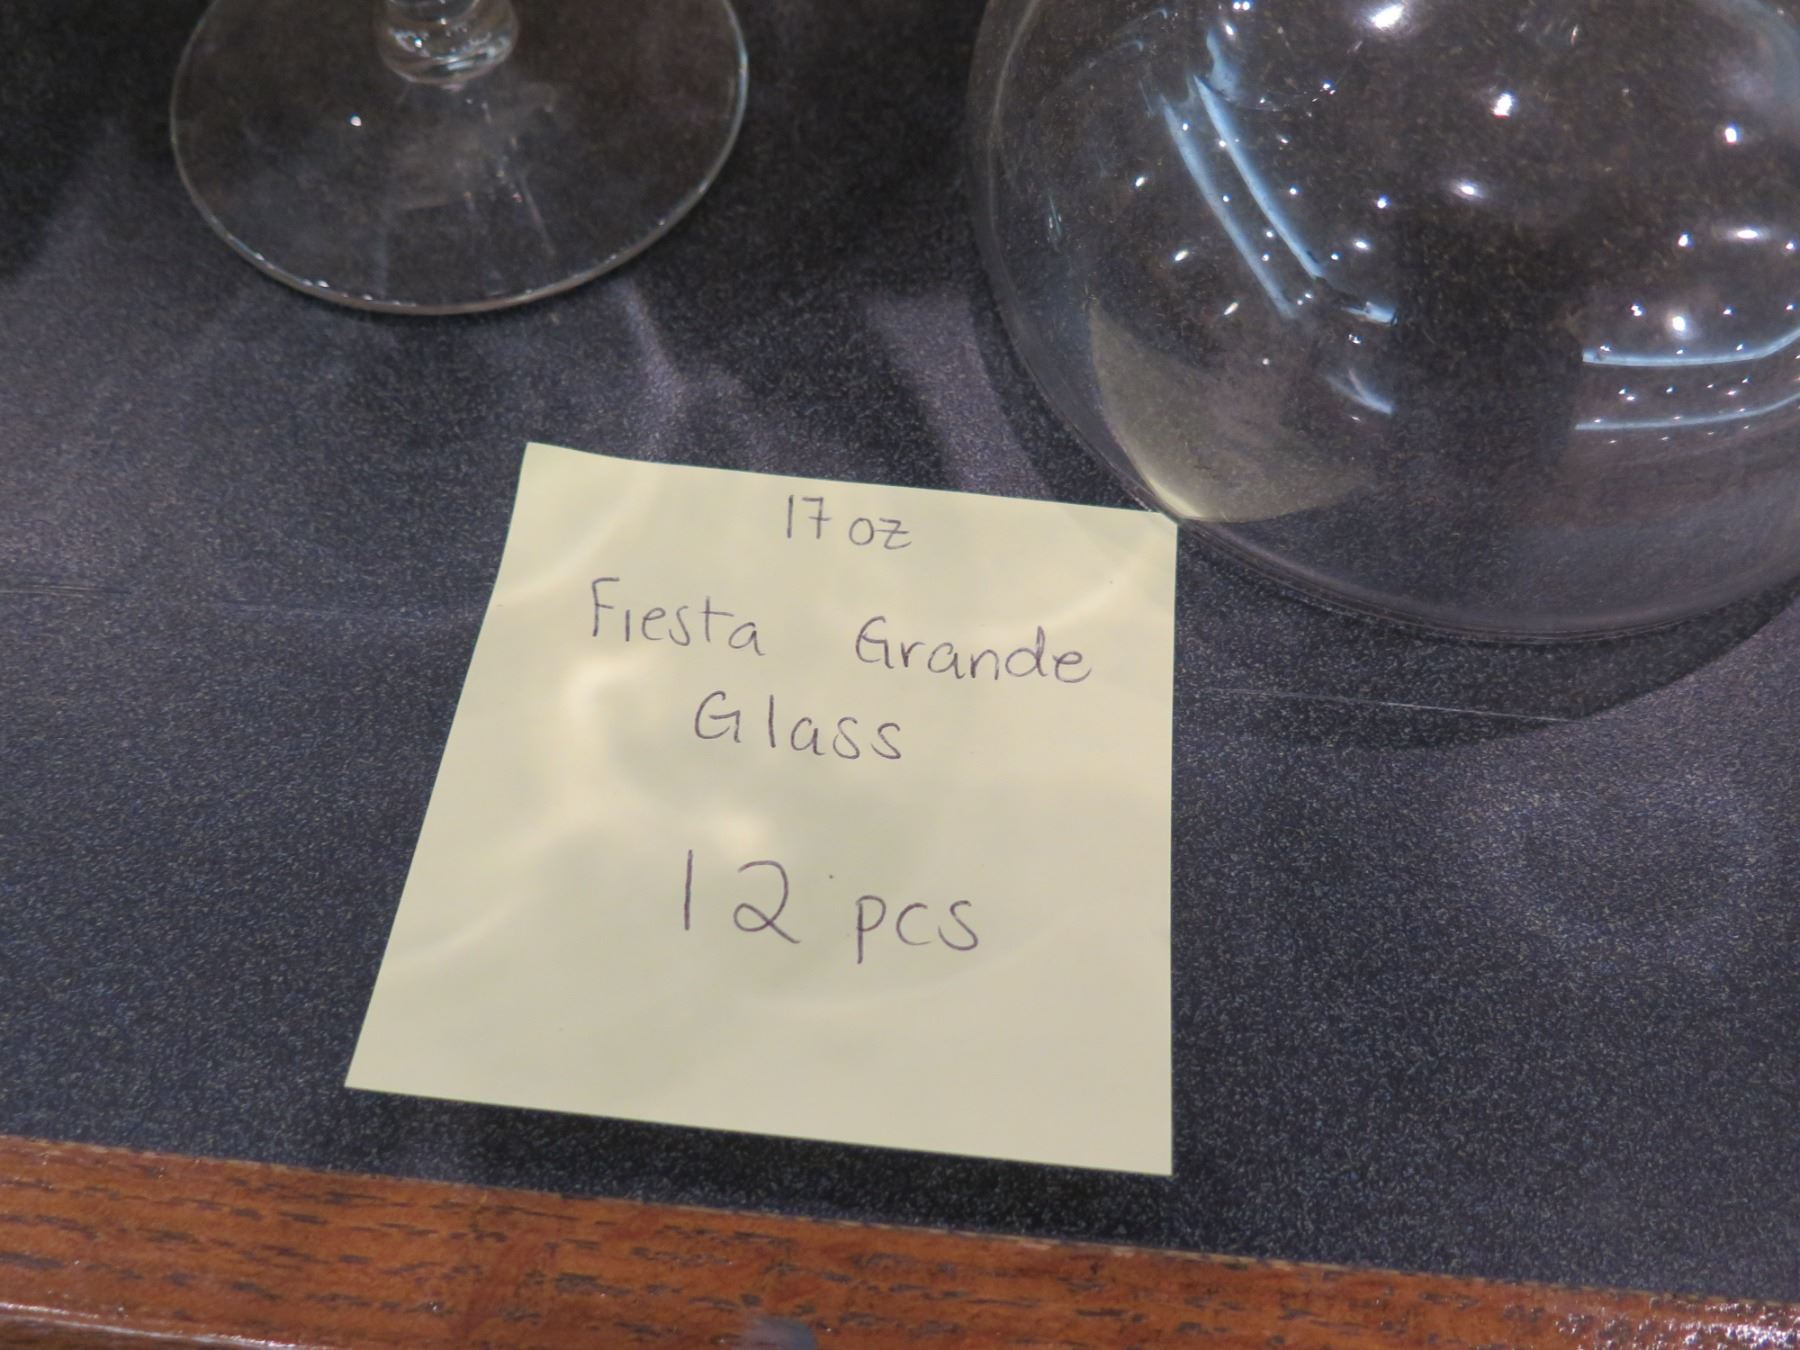 17 oz
Fiesta Grande
Glass
12 pcs